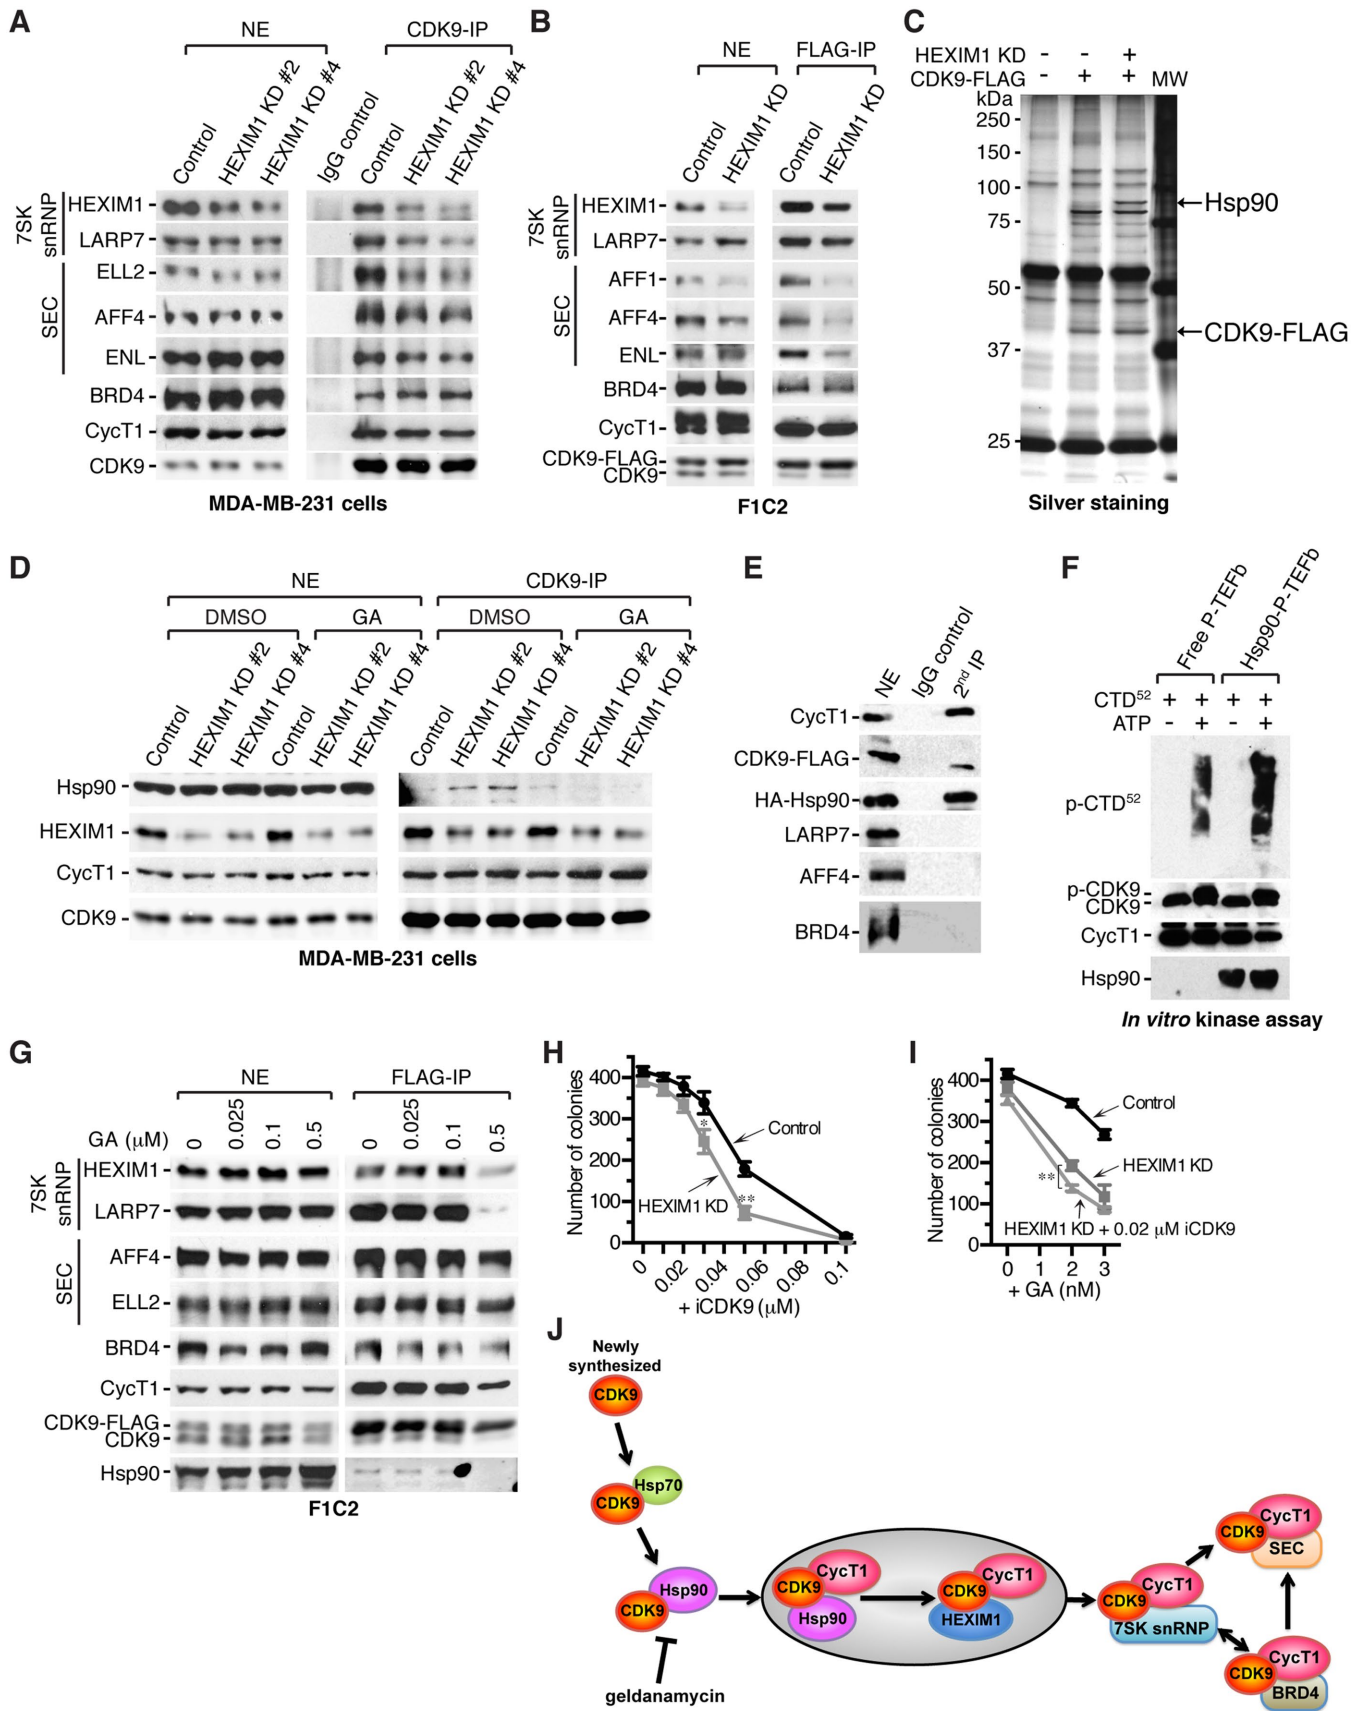 A
NE
CDK9-IP
Control
HEXIM1 KD #2
HEXIM1 KD #4
IgG control
Control
HEXIM1 KD #2
HEXIM1 KD #4
7SK
snRNP
HEXIM1
LARP7
SEC
ELL2
AFF4
ENL
BRD4
CycT1
CDK9
MDA-MB-231 cells
B
NE
FLAG-IP
Control
HEXIM1 KD
Control
HEXIM1 KD
7SK
snRNP
HEXIM1
LARP7
SEC
AFF1
AFF4
ENL
BRD4
CycT1
CDK9-FLAG
CDK9
F1C2
C
HEXIM1 KD - - +
CDK9-FLAG - + + MW
kDa
250
150
100
75
50
37
25
Hsp90
CDK9-FLAG
Silver staining
D
NE
CDK9-IP
DMSO
GA
DMSO
GA
Control
HEXIM1 KD #2
HEXIM1 KD #4
Control
HEXIM1 KD #2
HEXIM1 KD #4
Control
HEXIM1 KD #2
HEXIM1 KD #4
Control
HEXIM1 KD #2
HEXIM1 KD #4
Hsp90
HEXIM1
CycT1
CDK9
MDA-MB-231 cells
E
NE
IgG control
2nd IP
CycT1
CDK9-FLAG
HA-Hsp90
LARP7
AFF4
BRD4
F
Free P-TEFb
Hsp90-P-TEFb
CTD52 + + + +
ATP - + - +
p-CTD52
p-CDK9
CDK9
CycT1
Hsp90
In vitro kinase assay
G
NE
FLAG-IP
GA (μM) 0 0.025 0.1 0.5 0 0.025 0.1 0.5
7SK
snRNP
HEXIM1
LARP7
SEC
AFF4
ELL2
BRD4
CycT1
CDK9-FLAG
CDK9
Hsp90
F1C2
H
Number of colonies
400
300
200
100
0
*
**
Control
HEXIM1 KD
0 0.02 0.04 0.06 0.08 0.1
+ iCDK9 (μM)
I
Number of colonies
400
300
200
100
0
Control
HEXIM1 KD
**
HEXIM1 KD + 0.02 μM iCDK9
0 1 2 3
+ GA (nM)
J
Newly
synthesized
CDK9
Hsp70
CDK9
Hsp90
CDK9
geldanamycin
CycT1
CDK9
Hsp90
CycT1
CDK9
HEXIM1
CycT1
CDK9
7SK snRNP
CycT1
CDK9
SEC
CycT1
CDK9
BRD4